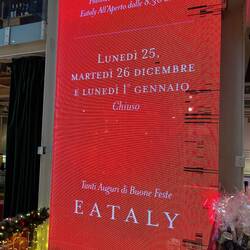 Eataly All'Aperto dalle 8.30
LUNEDÌ 25,
MARTEDÌ 26 DICEMBRE
E LUNEDÌ 1° GENNAIO
Chiuso
Tanti Auguri di Buone Feste
EATALY